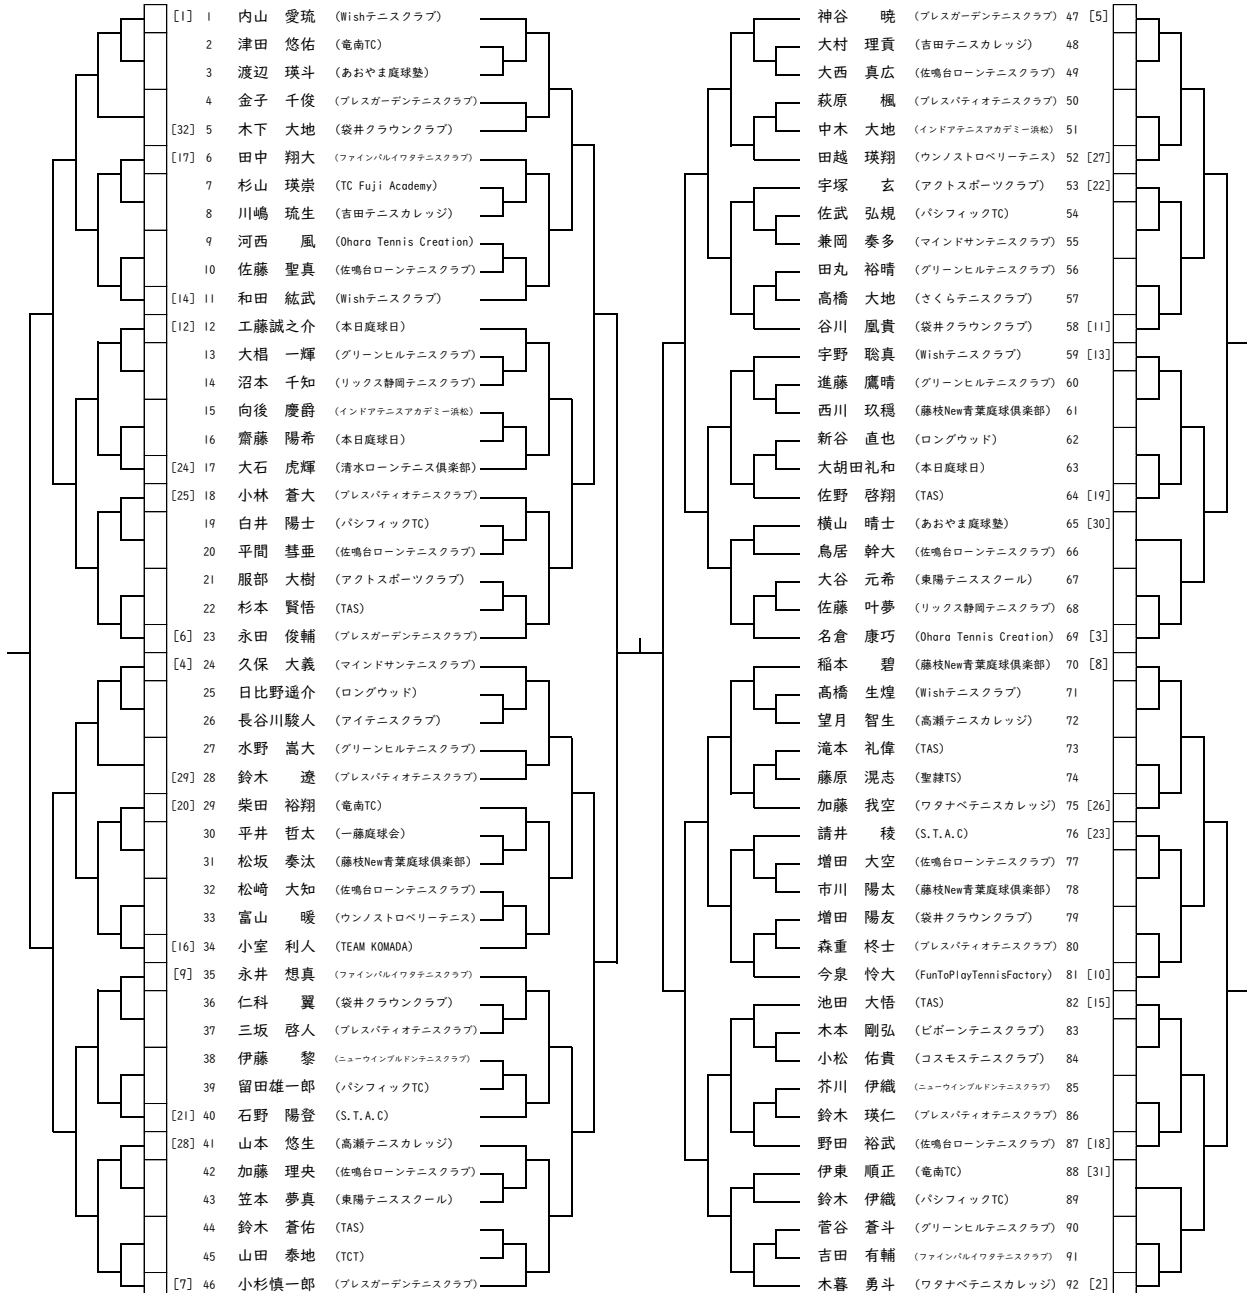 [1] 1 内山 愛琉 (Wishテニスクラブ)
2 津田 悠佑 (竜南TC)
3 渡辺 瑛斗 (あおやま庭球塾)
4 金子 千俊 (ブレスガーデンテニスクラブ)
[32] 5 木下 大地 (袋井クラウンクラブ)
[17] 6 田中 翔大 (ファインパルイワタテニスクラブ)
7 杉山 瑛崇 (TC Fuji Academy)
8 川嶋 琉生 (吉田テニスカレッジ)
9 河西 風 (Ohara Tennis Creation)
10 佐藤 聖真 (佐鳴台ローンテニスクラブ)
[14] 11 和田 紘武 (Wishテニスクラブ)
[12] 12 工藤誠之介 (本日庭球日)
13 大椙 一輝 (グリーンヒルテニスクラブ)
14 沼本 千知 (リックス静岡テニスクラブ)
15 向後 慶爵 (インドアテニスアカデミー浜松)
16 齋藤 陽希 (本日庭球日)
[24] 17 大石 虎輝 (清水ローンテニス倶楽部)
[25] 18 小林 蒼大 (ブレスパティオテニスクラブ)
19 白井 陽士 (パシフィックTC)
20 平間 彗亜 (佐鳴台ローンテニスクラブ)
21 服部 大樹 (アクトスポーツクラブ)
22 杉本 賢悟 (TAS)
[6] 23 永田 俊輔 (ブレスガーデンテニスクラブ)
[4] 24 久保 大義 (マインドサンテニスクラブ)
25 日比野遥介 (ロングウッド)
26 長谷川駿人 (アイテニスクラブ)
27 水野 嵩大 (グリーンヒルテニスクラブ)
[29] 28 鈴木 遼 (ブレスパティオテニスクラブ)
[20] 29 柴田 裕翔 (竜南TC)
30 平井 哲太 (一藤庭球会)
31 松坂 奏汰 (藤枝New青葉庭球倶楽部)
32 松﨑 大知 (佐鳴台ローンテニスクラブ)
33 富山 暖 (ウンノストロベリーテニス)
[16] 34 小室 利人 (TEAM KOMADA)
[9] 35 永井 想真 (ファインパルイワタテニスクラブ)
36 仁科 翼 (袋井クラウンクラブ)
37 三坂 啓人 (ブレスパティオテニスクラブ)
38 伊藤 黎 (ニューウインブルドンテニスクラブ)
39 留田雄一郎 (パシフィックTC)
[21] 40 石野 陽登 (S.T.A.C)
[28] 41 山本 悠生 (高瀬テニスカレッジ)
42 加藤 理央 (佐鳴台ローンテニスクラブ)
43 笠本 夢真 (東陽テニススクール)
44 鈴木 蒼佑 (TAS)
45 山田 泰地 (TCT)
[7] 46 小杉慎一郎 (ブレスガーデンテニスクラブ)
神谷 暁 (ブレスガーデンテニスクラブ) 47 [5]
大村 理貢 (吉田テニスカレッジ) 48
大西 真広 (佐鳴台ローンテニスクラブ) 49
萩原 楓 (ブレスパティオテニスクラブ) 50
中木 大地 (インドアテニスアカデミー浜松) 51
田越 瑛翔 (ウンノストロベリーテニス) 52 [27]
宇塚 玄 (アクトスポーツクラブ) 53 [22]
佐武 弘規 (パシフィックTC) 54
兼岡 奏多 (マインドサンテニスクラブ) 55
田丸 裕晴 (グリーンヒルテニスクラブ) 56
高橋 大地 (さくらテニスクラブ) 57
谷川 凰貴 (袋井クラウンクラブ) 58 [11]
宇野 聡真 (Wishテニスクラブ) 59 [13]
進藤 鷹晴 (グリーンヒルテニスクラブ) 60
西川 玖穏 (藤枝New青葉庭球倶楽部) 61
新谷 直也 (ロングウッド) 62
大胡田礼和 (本日庭球日) 63
佐野 啓翔 (TAS) 64 [19]
横山 晴士 (あおやま庭球塾) 65 [30]
鳥居 幹大 (佐鳴台ローンテニスクラブ) 66
大谷 元希 (東陽テニススクール) 67
佐藤 叶夢 (リックス静岡テニスクラブ) 68
名倉 康巧 (Ohara Tennis Creation) 69 [3]
稲本 碧 (藤枝New青葉庭球倶楽部) 70 [8]
髙橋 生煌 (Wishテニスクラブ) 71
望月 智生 (高瀬テニスカレッジ) 72
滝本 礼偉 (TAS) 73
藤原 滉志 (聖隷TS) 74
加藤 我空 (ワタナベテニスカレッジ) 75 [26]
請井 稜 (S.T.A.C) 76 [23]
増田 大空 (佐鳴台ローンテニスクラブ) 77
市川 陽太 (藤枝New青葉庭球倶楽部) 78
増田 陽友 (袋井クラウンクラブ) 79
森重 柊士 (ブレスパティオテニスクラブ) 80
今泉 怜大 (FunToPlayTennisFactory) 81 [10]
池田 大悟 (TAS) 82 [15]
木本 剛弘 (ビボーンテニスクラブ) 83
小松 佑貴 (コスモステニスクラブ) 84
芥川 伊織 (ニューウインブルドンテニスクラブ) 85
鈴木 瑛仁 (ブレスパティオテニスクラブ) 86
野田 裕武 (佐鳴台ローンテニスクラブ) 87 [18]
伊東 順正 (竜南TC) 88 [31]
鈴木 伊織 (パシフィックTC) 89
菅谷 蒼斗 (グリーンヒルテニスクラブ) 90
吉田 有輔 (ファインパルイワタテニスクラブ) 91
木暮 勇斗 (ワタナベテニスカレッジ) 92 [2]